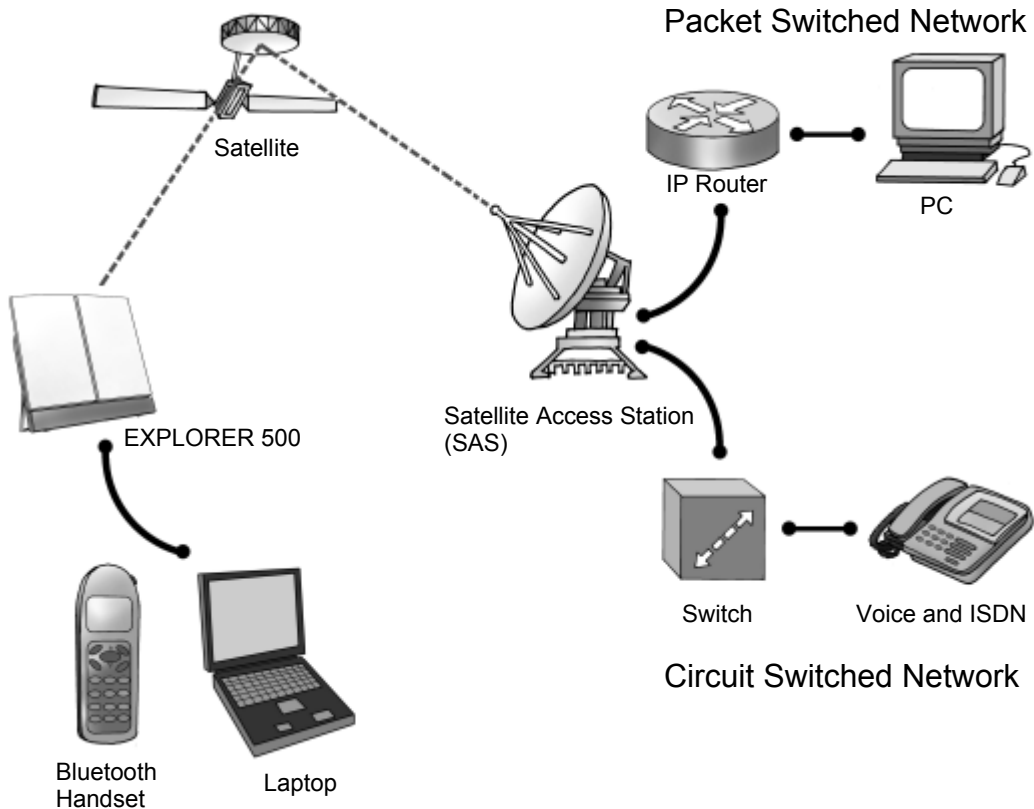 Packet Switched Network
Satellite
IP Router
PC
EXPLORER 500
Satellite Access Station
(SAS)
Switch
Voice and ISDN
Circuit Switched Network
Bluetooth
Handset
Laptop